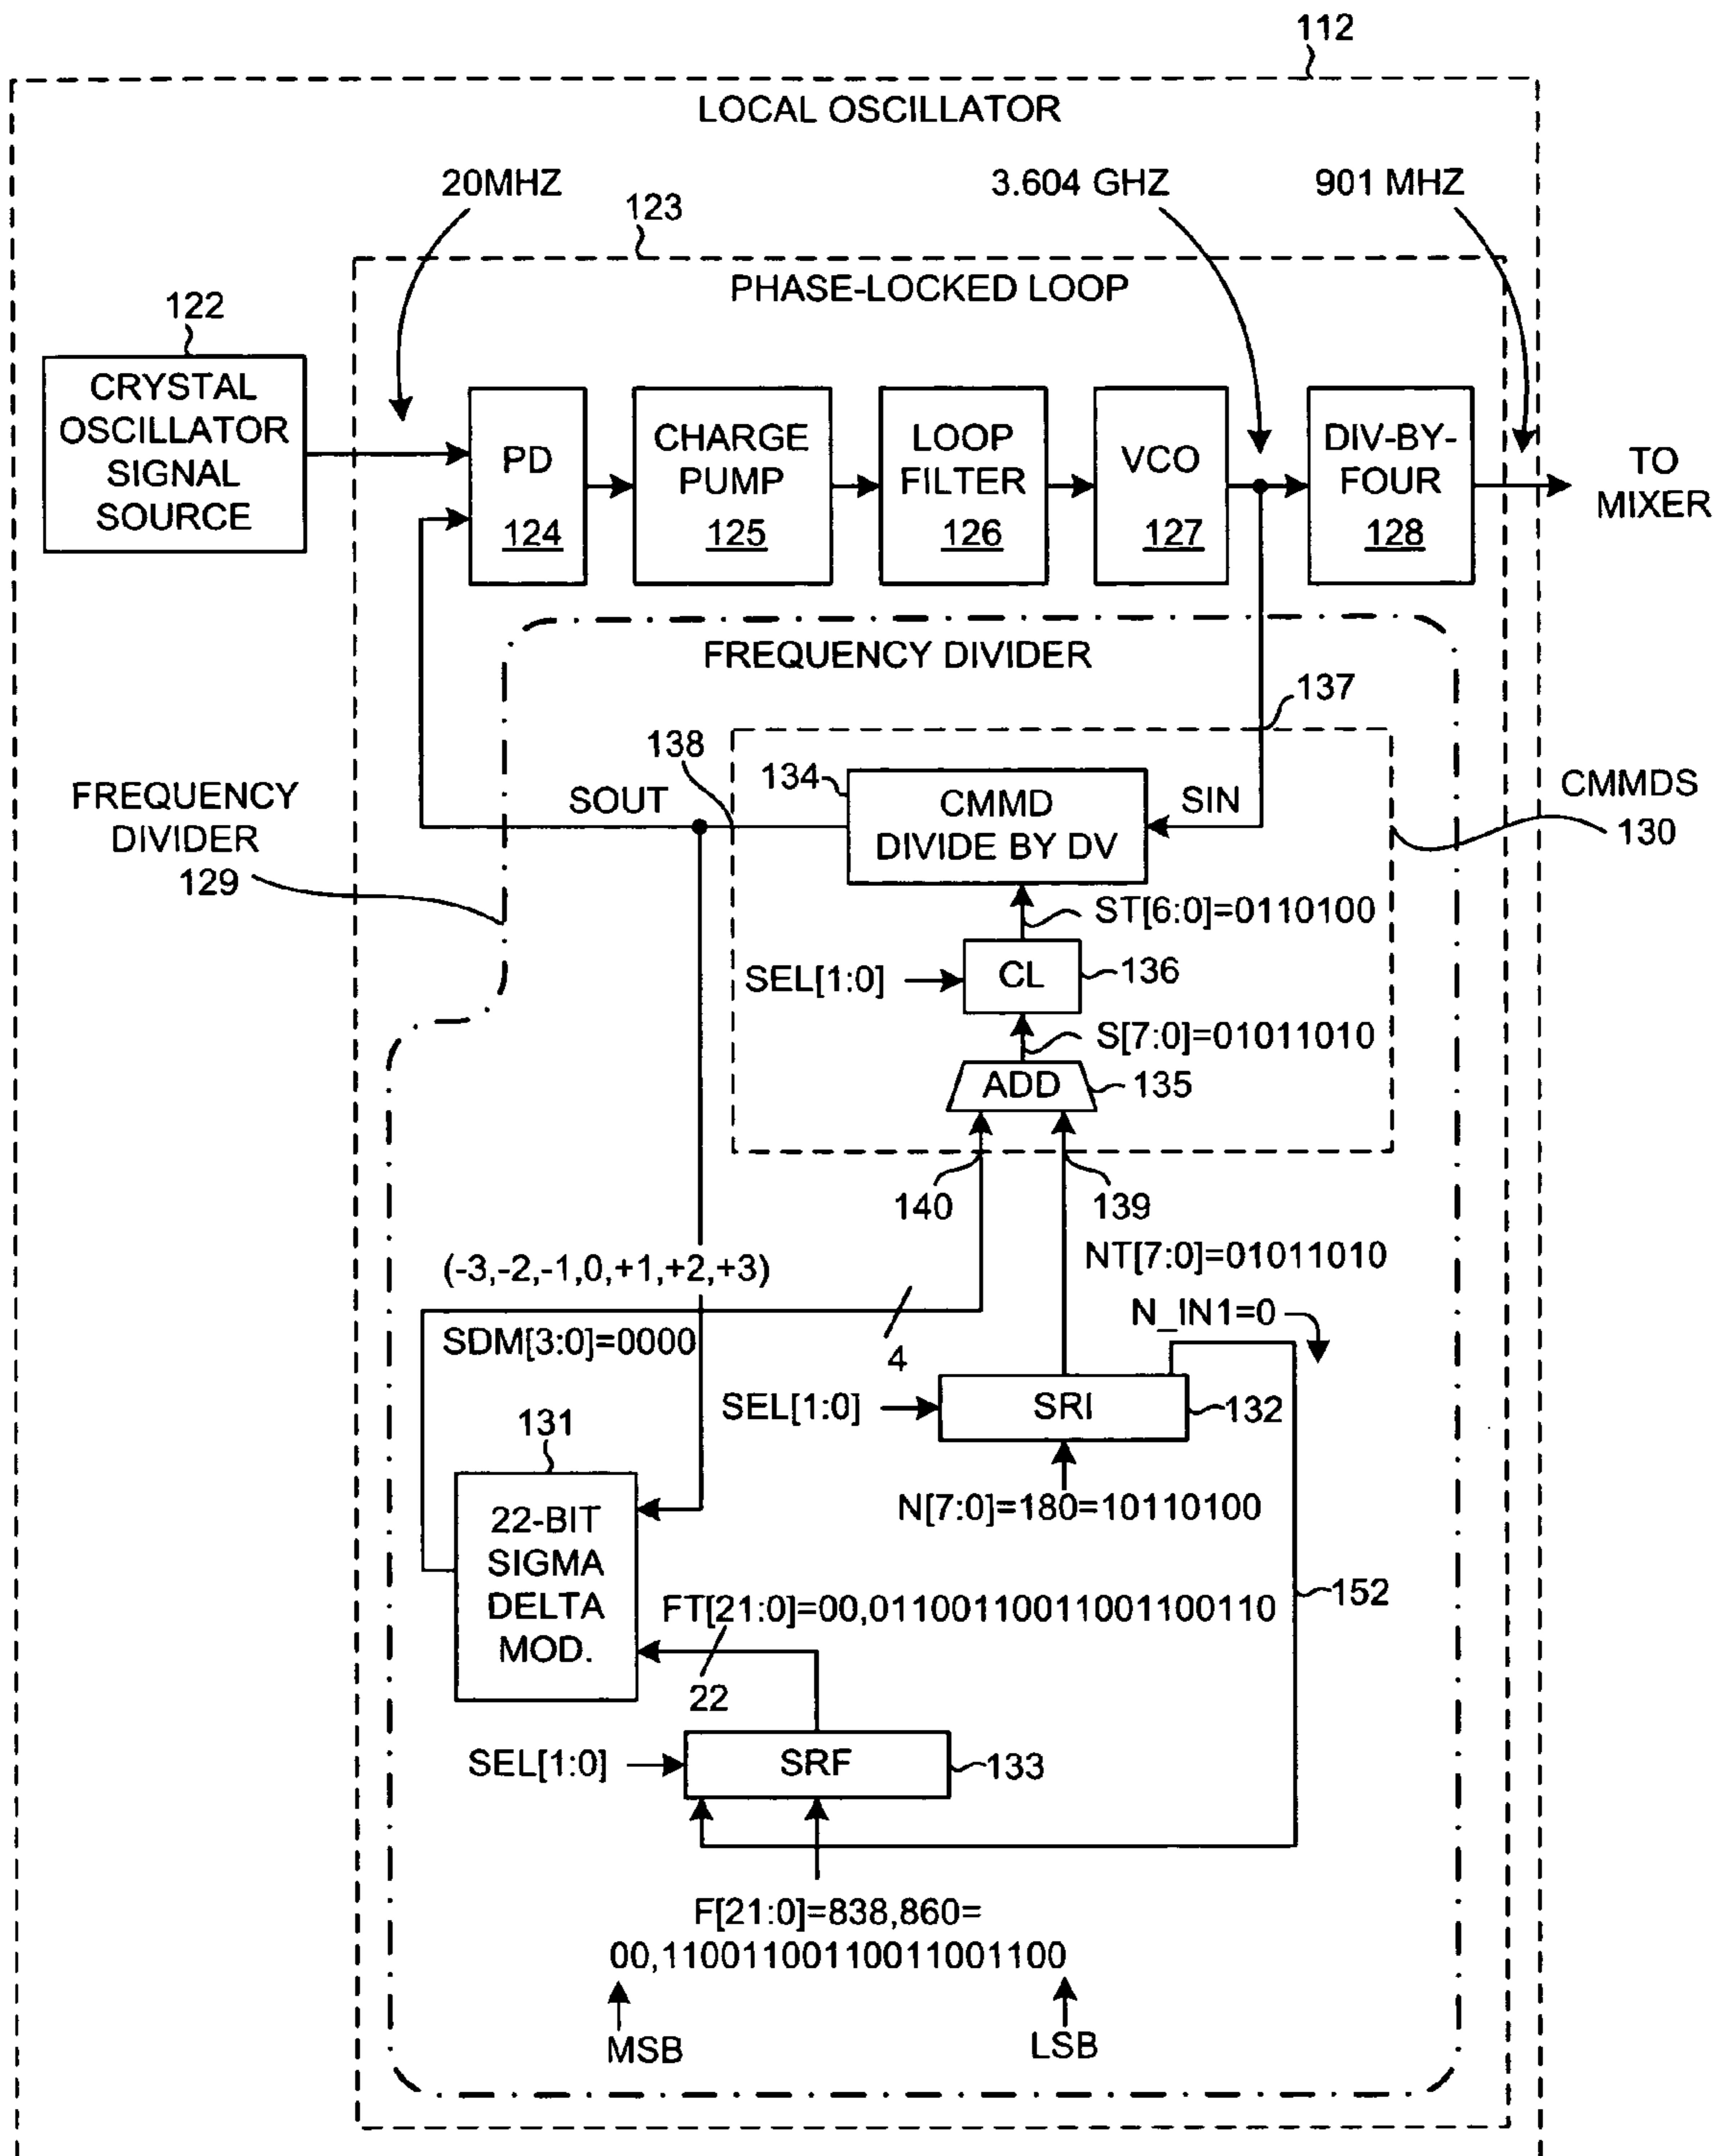 112
LOCAL OSCILLATOR
20MHZ
3.604 GHZ
901 MHZ
123
PHASE-LOCKED LOOP
122
CRYSTAL
OSCILLATOR
SIGNAL
SOURCE
PD
124
CHARGE
PUMP
125
LOOP
FILTER
126
VCO
127
DIV-BY-
FOUR
128
TO
MIXER
FREQUENCY DIVIDER
137
138
134
CMMD
DIVIDE BY DV
SIN
SOUT
CMMDS
130
FREQUENCY
DIVIDER
129
ST[6:0]=0110100
SEL[1:0]
CL
136
S[7:0]=01011010
ADD
135
140
139
NT[7:0]=01011010
(-3,-2,-1,0,+1,+2,+3)
SDM[3:0]=0000
4
N_IN1=0
SEL[1:0]
SRI
132
N[7:0]=180=10110100
131
22-BIT
SIGMA
DELTA
MOD.
FT[21:0]=00,01100110011001100110
22
152
SEL[1:0]
SRF
133
F[21:0]=838,860=
00,11001100110011001100
MSB
LSB